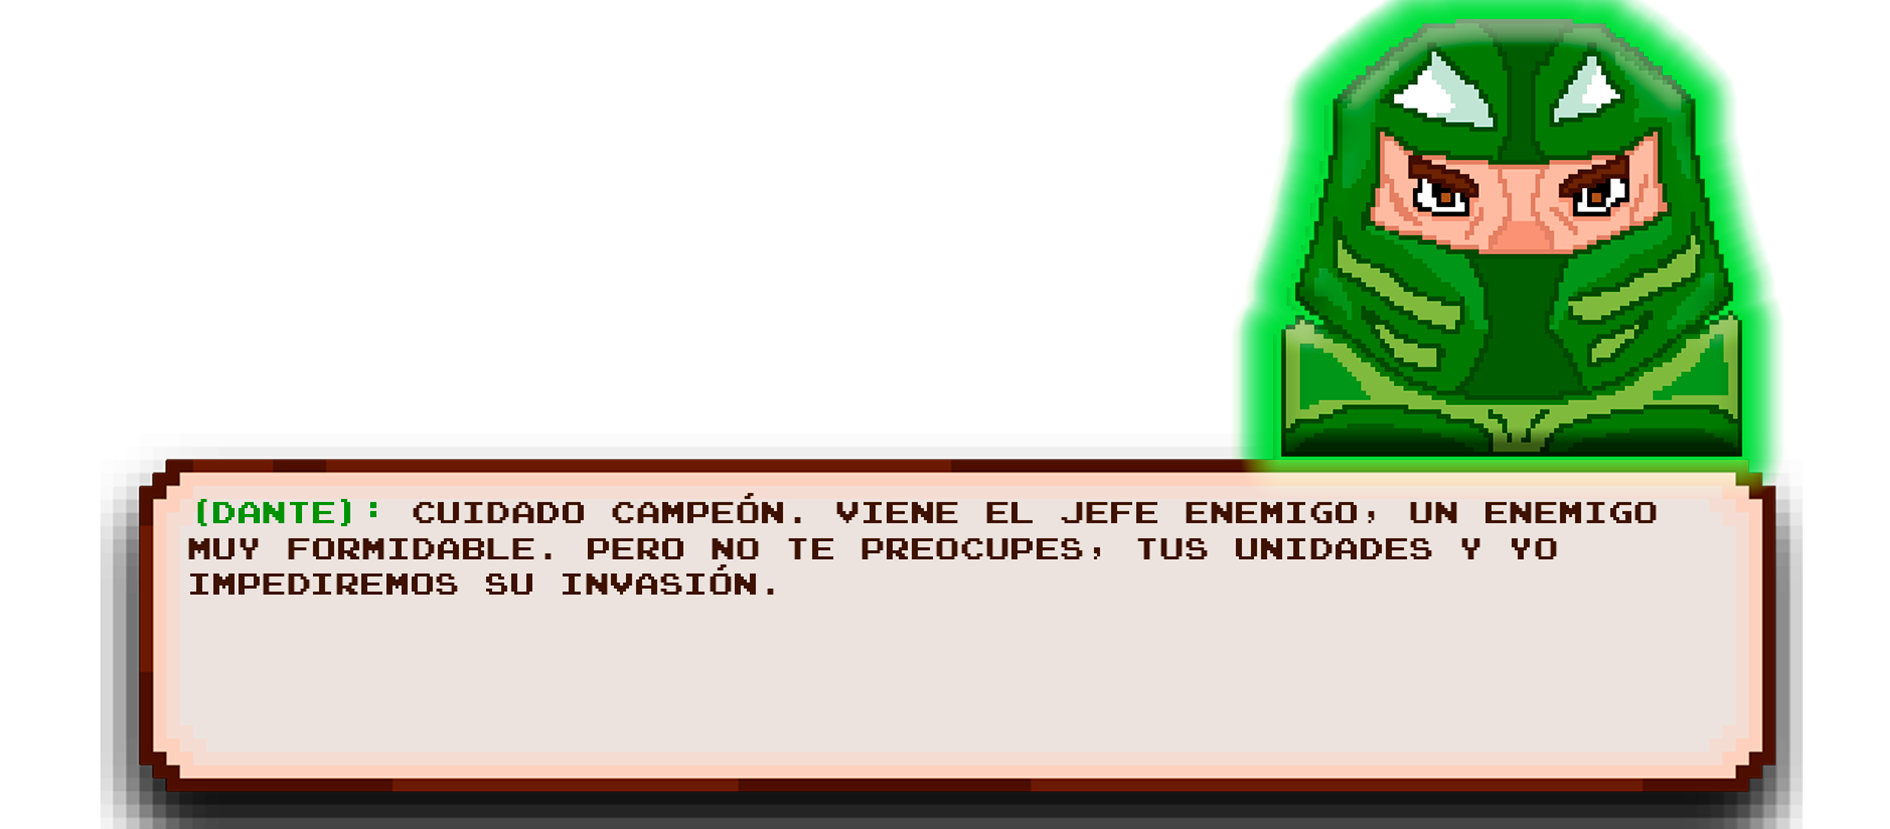 (DANTE): CUIDADO CAMPEÓN. VIENE EL JEFE ENEMIGO, UN ENEMIGO
MUY FORMIDABLE. PERO NO TE PREOCUPES, TUS UNIDADES Y YO
IMPEDIREMOS SU INVASIÓN.